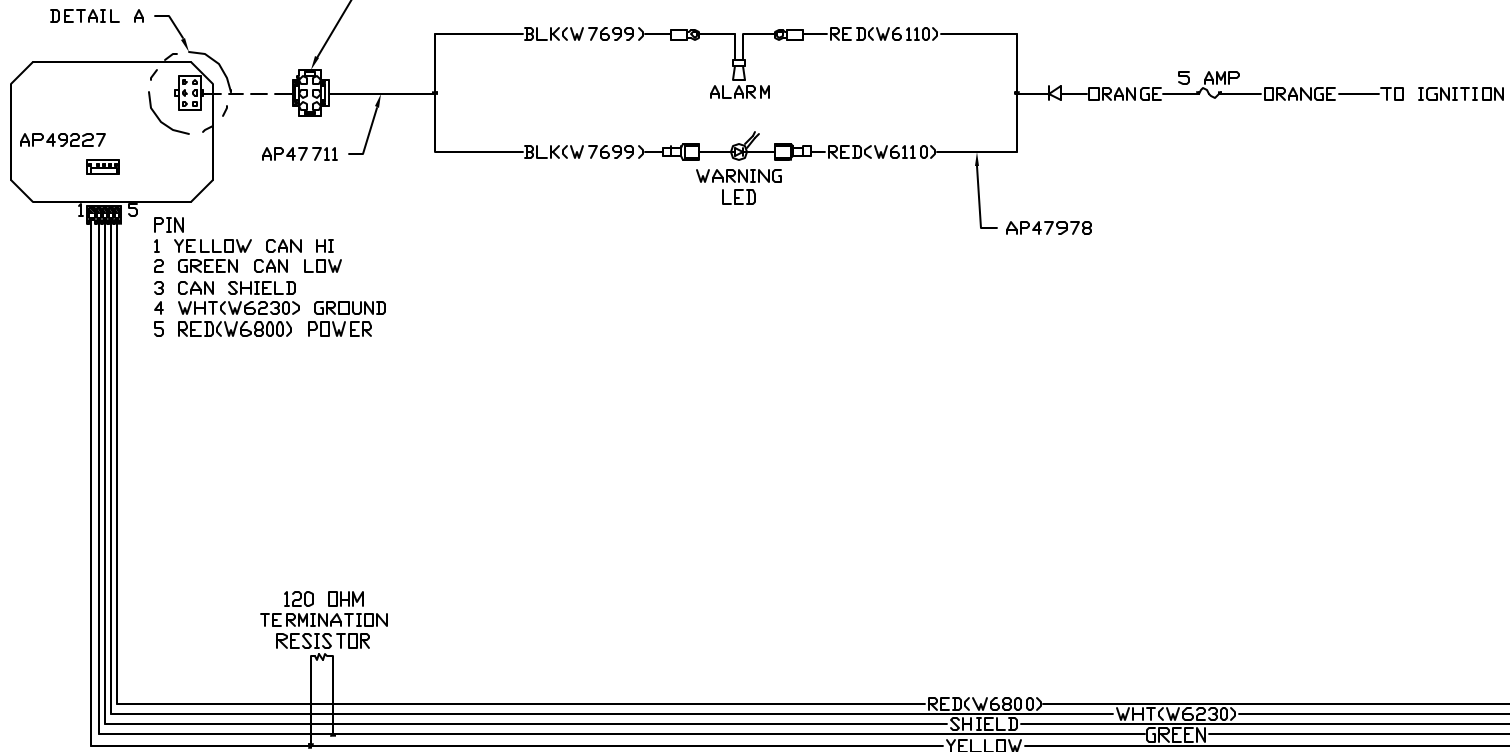 DETAIL A
BLK(W7699)
RED(W6110)
ALARM
5 AMP
ORANGE
ORANGE
TO IGNITION
AP49227
AP47711
BLK(W7699)
RED(W6110)
WARNING
LED
AP47978
1
5
PIN
1 YELLOW CAN HI
2 GREEN CAN LOW
3 CAN SHIELD
4 WHT(W6230) GROUND
5 RED(W6800) POWER
120 OHM
TERMINATION
RESISTOR
RED(W6800)
WHT(W6230)
SHIELD
GREEN
YELLOW